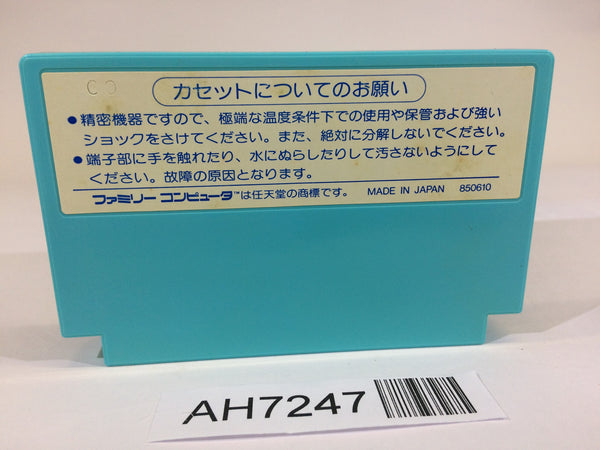 カセットについてのお願い
●精密機器ですので、極端な温度条件下での使用や保管および強い
ショックをさけてください。また、絶対に分解しないでください。
●端子部に手を触れたり、水にぬらしたりして汚さないようにして
ください。故障の原因となります。
ファミリー コンピュータ™は任天堂の商標です。 MADE IN JAPAN 850610
AH7247